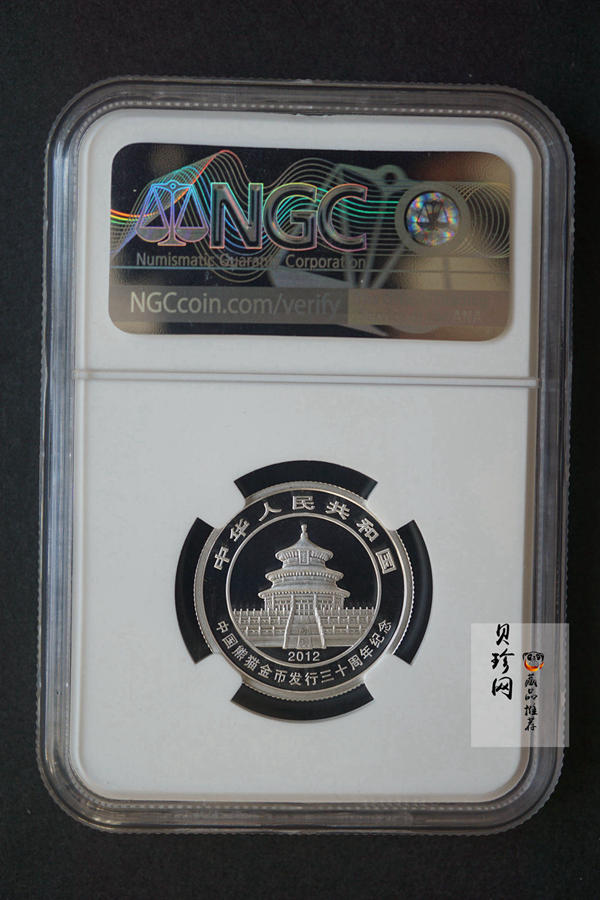 NGC
Numismatic Guaranty Corporation
NGCcoin.com/verify
ANA
中华人民共和国
2012
中国熊猫金币发行三十周年纪念
贝珍网
藏品推荐